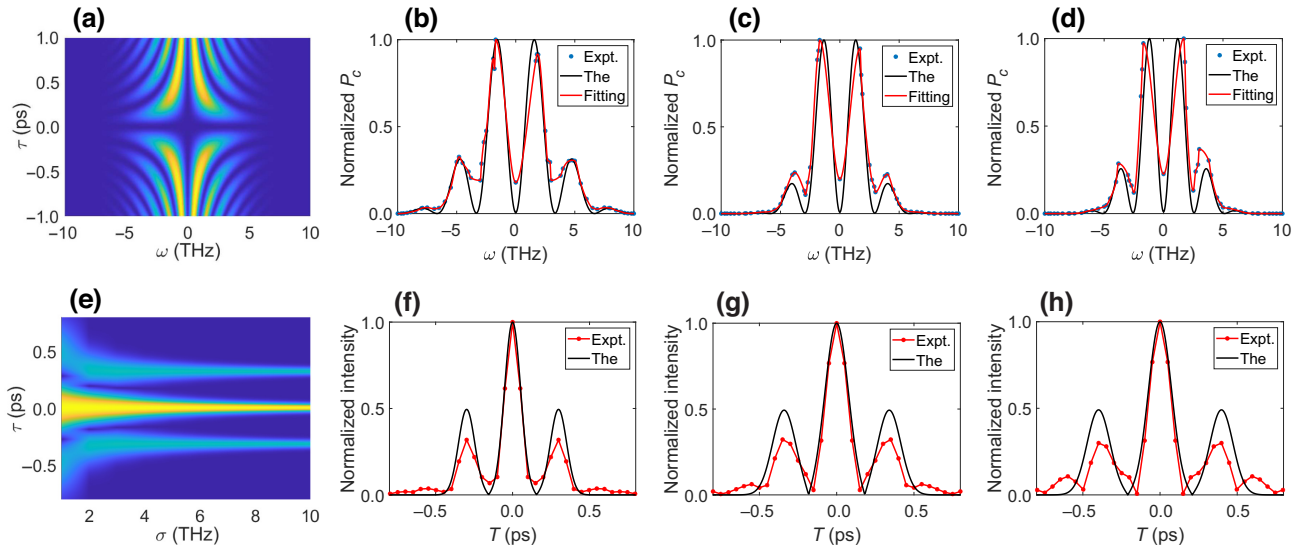 (a)
1.0
0.5
0.0
−0.5
−1.0
τ (ps)
−10 −5 0 5 10
ω (THz)
(b)
1.0
0.5
0.0
Normalized Pc
−10 −5 0 5 10
ω (THz)
Expt.
The
Fitting
(c)
1.0
0.5
0.0
Normalized Pc
−10 −5 0 5 10
ω (THz)
Expt.
The
Fitting
(d)
1.0
0.5
0.0
Normalized Pc
−10 −5 0 5 10
ω (THz)
Expt.
The
Fitting
(e)
0.5
0.0
−0.5
τ (ps)
2 4 6 8 10
σ (THz)
(f)
1.0
0.5
0.0
Normalized intensity
−0.5 0.0 0.5
T (ps)
Expt.
The
(g)
1.0
0.5
0.0
Normalized intensity
−0.5 0.0 0.5
T (ps)
Expt.
The
(h)
1.0
0.5
0.0
Normalized intensity
−0.5 0.0 0.5
T (ps)
Expt.
The